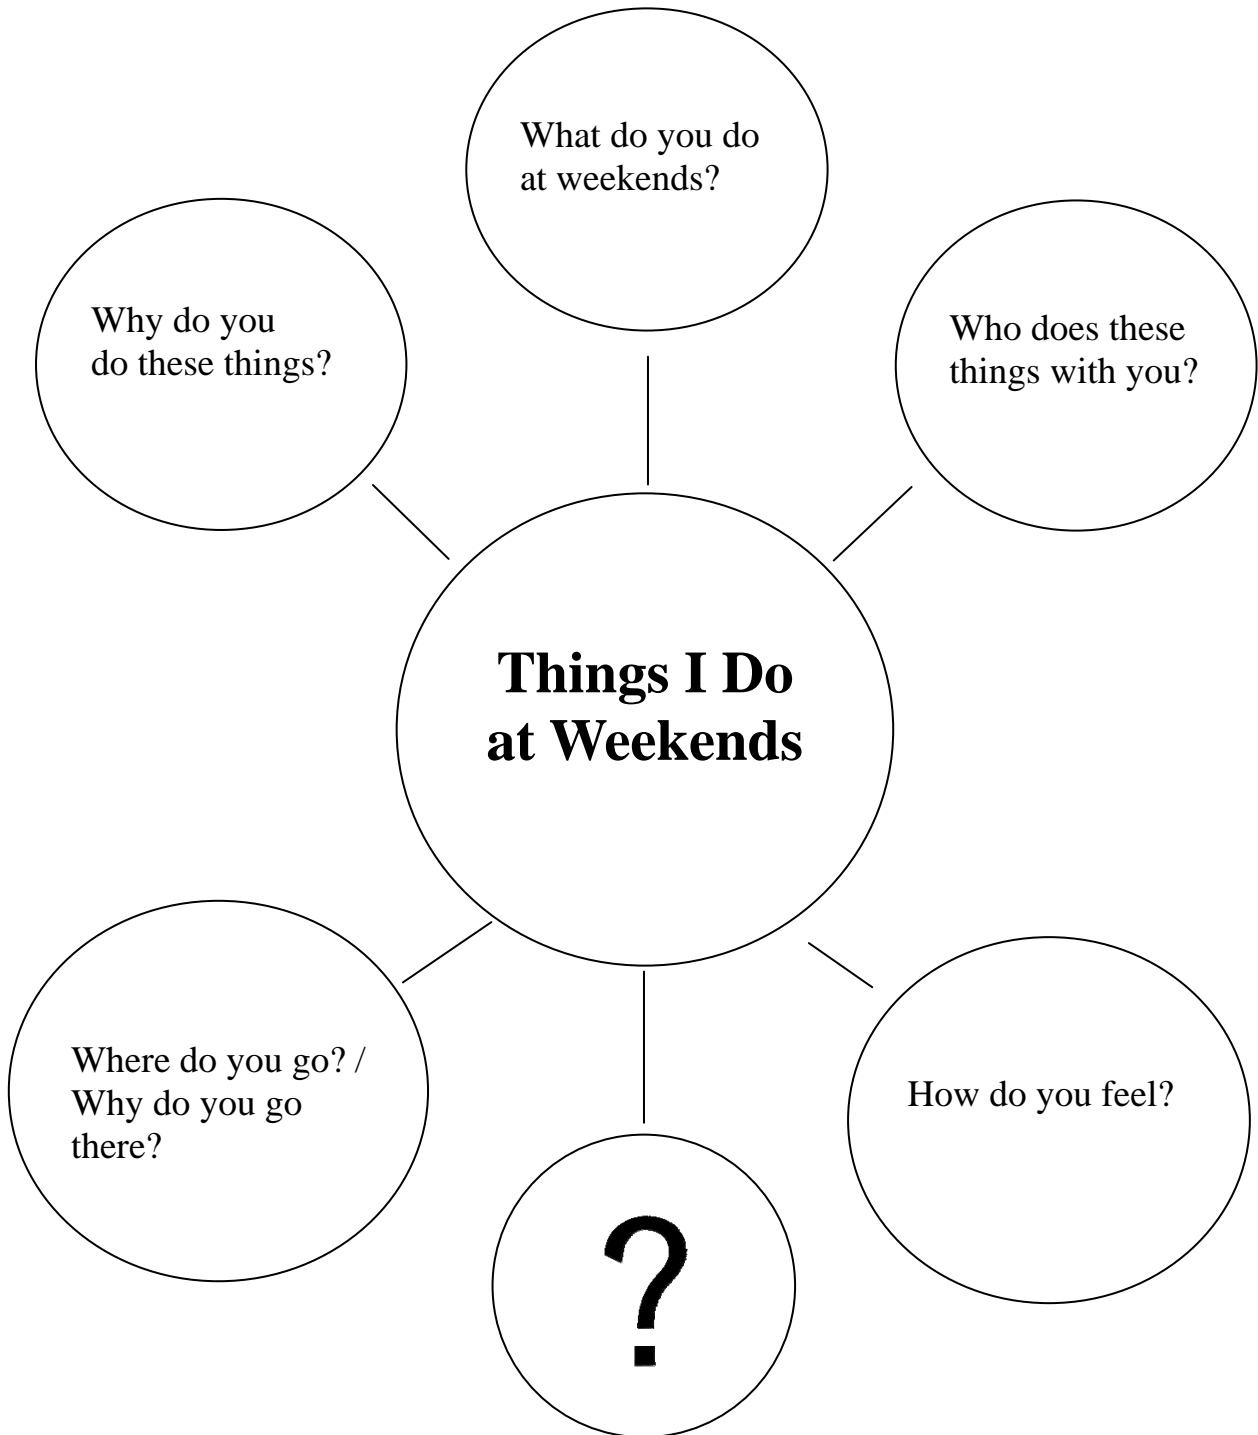 What do you do
at weekends?
Why do you
do these things?
Who does these
things with you?
Things I Do
at Weekends
Where do you go? /
Why do you go
there?
How do you feel?
?